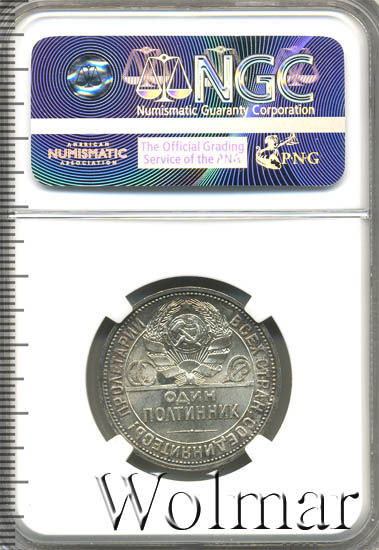 NGC
Numismatic Guaranty Corporation
AMERICAN
NUMISMATIC
ASSOCIATION
The Official Grading
Service of the PNG
PNG
ПРОЛЕТАРИИ ВСЕХ СТРАН, СОЕДИНЯЙТЕСЬ!
ОДИН
ПОЛТИННИК
Wolmar